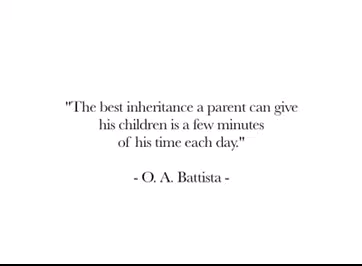 "The best inheritance a parent can give
his children is a few minutes
of his time each day."
- O. A. Battista -